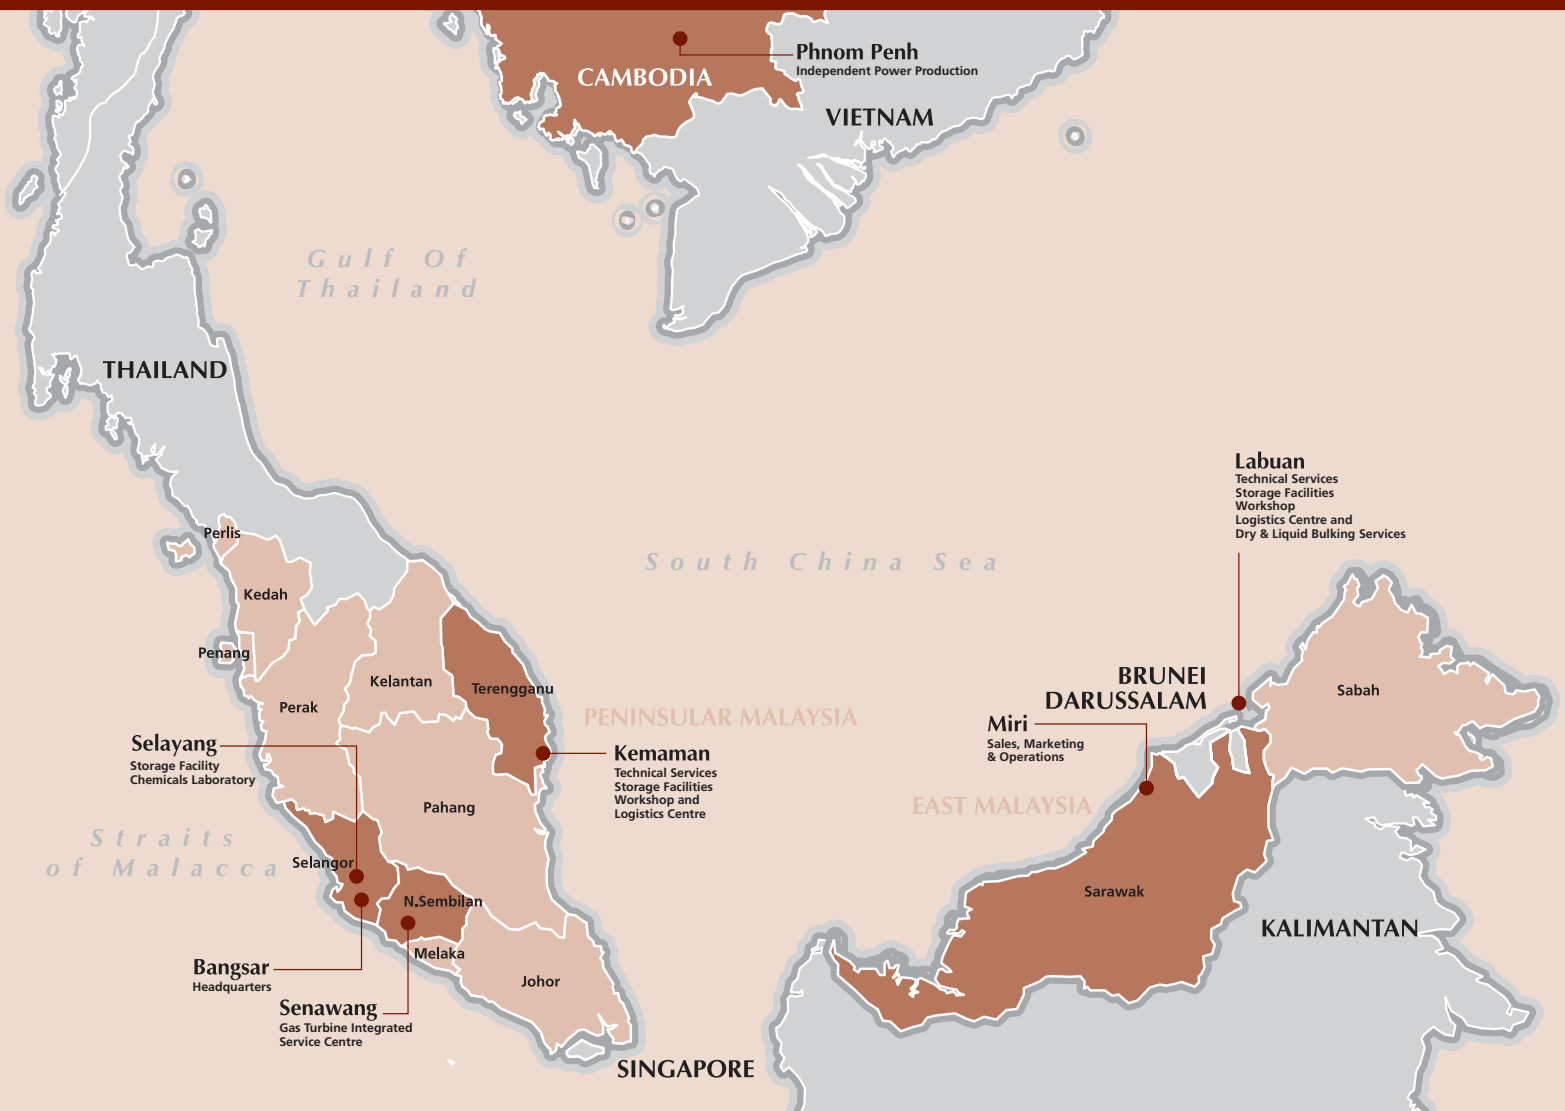 Phnom Penh
Independent Power Production
CAMBODIA
VIETNAM
Gulf Of
Thailand
THAILAND
Labuan
Technical Services
Storage Facilities
Workshop
Logistics Centre and
Dry & Liquid Bulking Services
Perlis
South China Sea
Kedah
Penang
Kelantan
Terengganu
Perak
PENINSULAR MALAYSIA
BRUNEI
DARUSSALAM
Sabah
Miri
Sales, Marketing
& Operations
Selayang
Storage Facility
Chemicals Laboratory
Kemaman
Technical Services
Storage Facilities
Workshop and
Logistics Centre
Pahang
EAST MALAYSIA
Straits
of Malacca
Selangor
N.Sembilan
Sarawak
KALIMANTAN
Melaka
Johor
Bangsar
Headquarters
Senawang
Gas Turbine Integrated
Service Centre
SINGAPORE